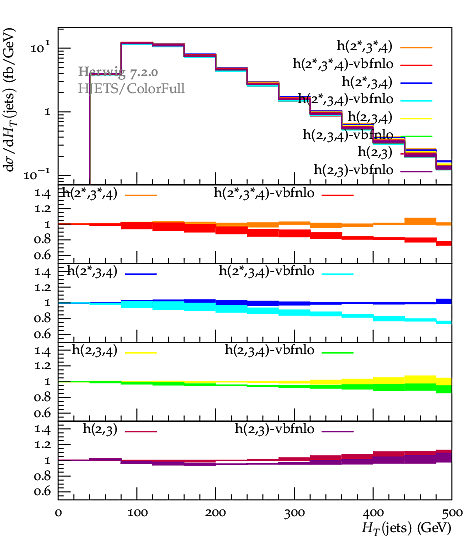 dσ/dH_T(jets) (fb/GeV)
10¹
1
10⁻¹
Herwig 7.2.0
HJETS/ColorFull
h(2*,3*,4)
h(2*,3*,4)-vbfnlo
h(2*,3,4)
h(2*,3,4)-vbfnlo
h(2,3,4)
h(2,3,4)-vbfnlo
h(2,3)
h(2,3)-vbfnlo
h(2*,3*,4) h(2*,3*,4)-vbfnlo
1.4
1.2
1
0.8
0.6
h(2*,3,4) h(2*,3,4)-vbfnlo
1.4
1.2
1
0.8
0.6
h(2,3,4) h(2,3,4)-vbfnlo
1.4
1.2
1
0.8
0.6
h(2,3) h(2,3)-vbfnlo
1.4
1.2
1
0.8
0.6
0 100 200 300 400 500
H_T(jets) (GeV)